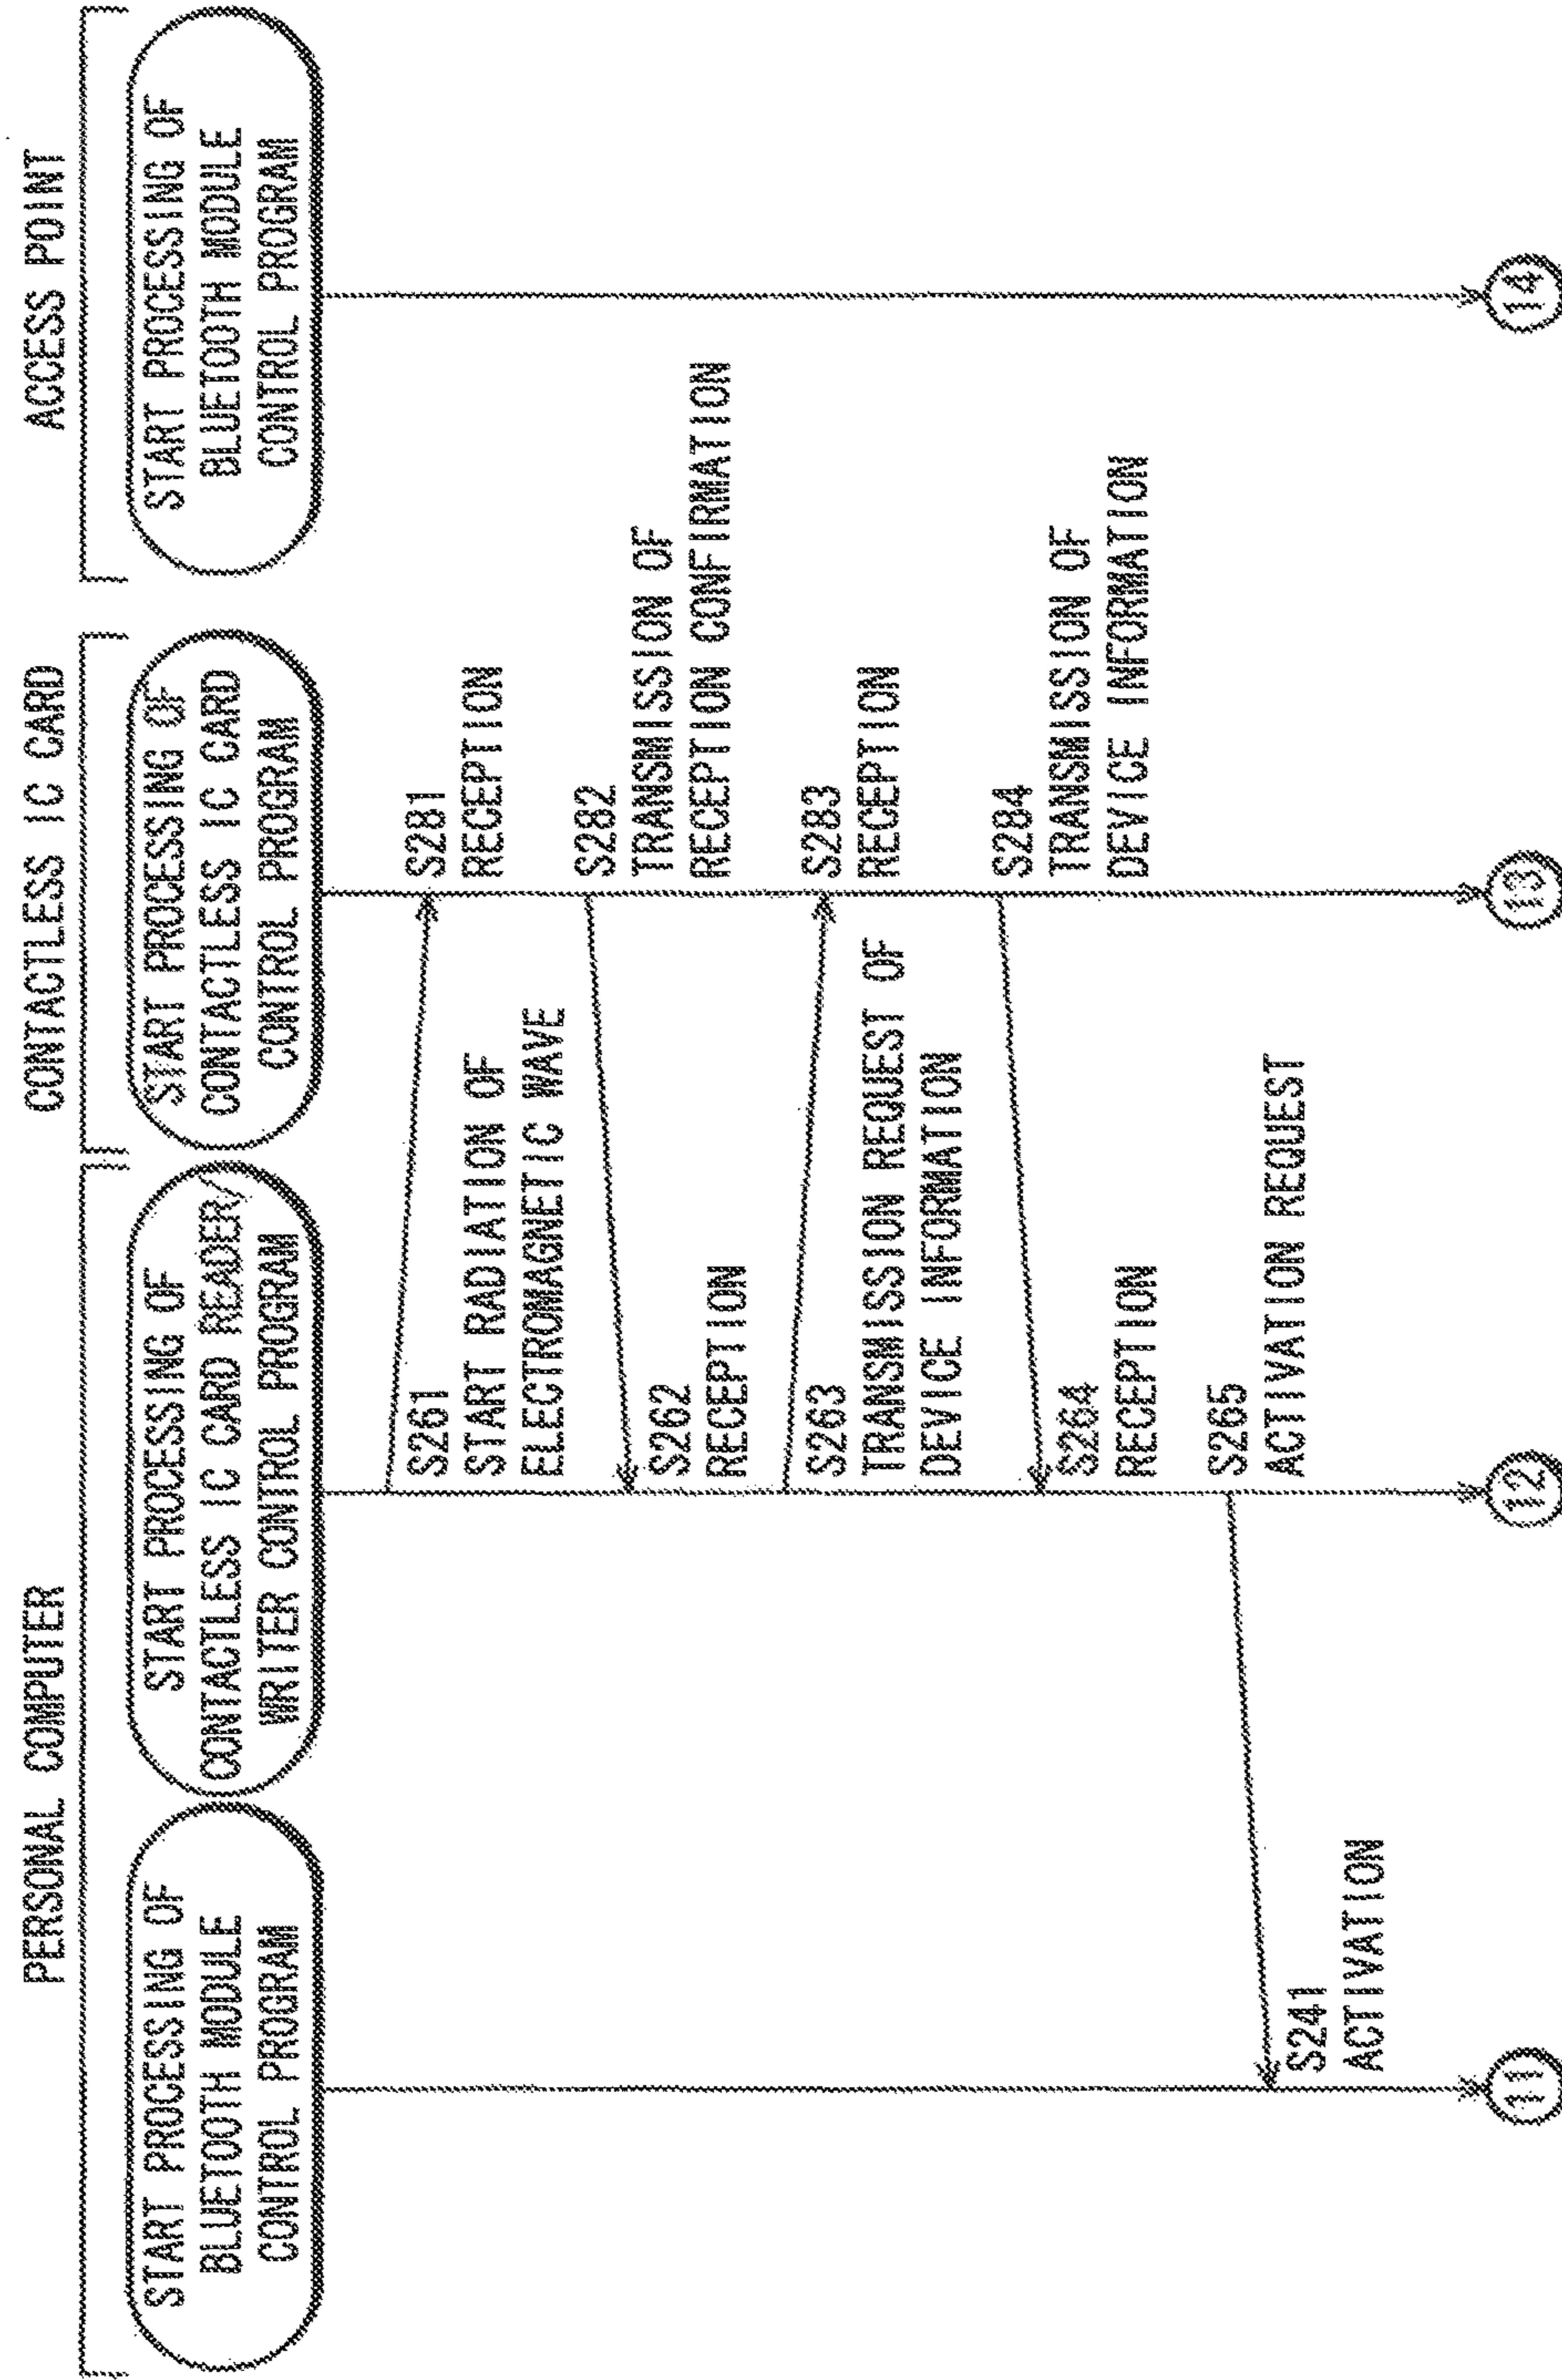 PERSONAL COMPUTER
CONTACTLESS IC CARD
ACCESS POINT
START PROCESSING OF
BLUETOOTH MODULE
CONTROL PROGRAM
START PROCESSING OF
CONTACTLESS IC CARD READER/
WRITER CONTROL PROGRAM
START PROCESSING OF
CONTACTLESS IC CARD
CONTROL PROGRAM
START PROCESSING OF
BLUETOOTH MODULE
CONTROL PROGRAM
S261
START RADIATION OF
ELECTROMAGNETIC WAVE
S281
RECEPTION
S282
TRANSMISSION OF
RECEPTION CONFIRMATION
S262
RECEPTION
S263
TRANSMISSION REQUEST OF
DEVICE INFORMATION
S283
RECEPTION
S284
TRANSMISSION OF
DEVICE INFORMATION
S264
RECEPTION
S265
ACTIVATION REQUEST
S241
ACTIVATION
11
12
13
14